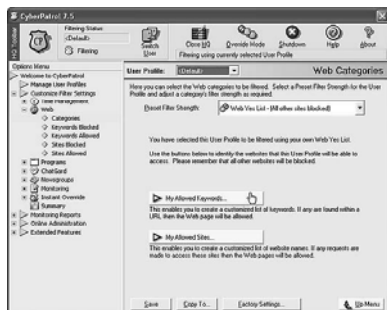 CyberPatrol 7.5
HQ Toolbar
Filtering Status:
<Default>
Filtering
Switch User
Close HQ
Override Mode
Shutdown
Help
About
Filtering using currently selected User Profile
Options Menu
Welcome to CyberPatrol
Manage User Profiles
Customize Filter Settings
Time Management
Web
Categories
Keywords Blocked
Keywords Allowed
Sites Blocked
Sites Allowed
Programs
ChatGard
Newsgroups
Monitoring
Instant Override
Summary
Monitoring Reports
Online Administration
Extended Features
User Profile: <Default>
Web Categories
Here you can select the Web categories to be filtered. Select a Preset Filter Strength for the User
Profile and adjust a category's filter strength as required.
Preset Filter Strength:
Web Yes List - (All other sites blocked)
You have selected this User Profile to be filtered using your own Web Yes List.
Use the buttons below to identify the websites that the User Profile will be able to
access. Please remember that all other websites will be blocked.
My Allowed Keywords...
This enables you to create a customized list of keywords. If any are found within a
URL then the Web page will be allowed.
My Allowed Sites...
This enables you to create a customized list of website names. If any requests are
made to access these sites then the Web pages will be allowed.
Save
Copy To...
Factory Settings...
Up Menu